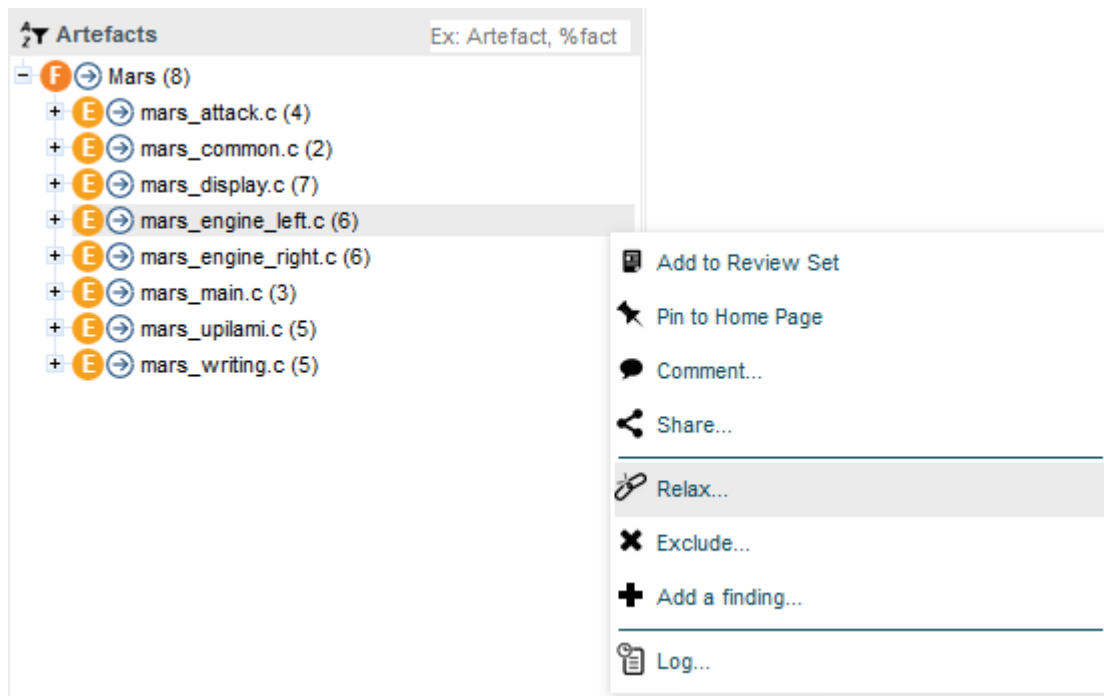 Artefacts
Ex: Artefact, %fact
F Mars (8)
E mars_attack.c (4)
E mars_common.c (2)
E mars_display.c (7)
E mars_engine_left.c (6)
E mars_engine_right.c (6)
E mars_main.c (3)
E mars_upilami.c (5)
E mars_writing.c (5)
Add to Review Set
Pin to Home Page
Comment...
Share...
Relax...
Exclude...
Add a finding...
Log...